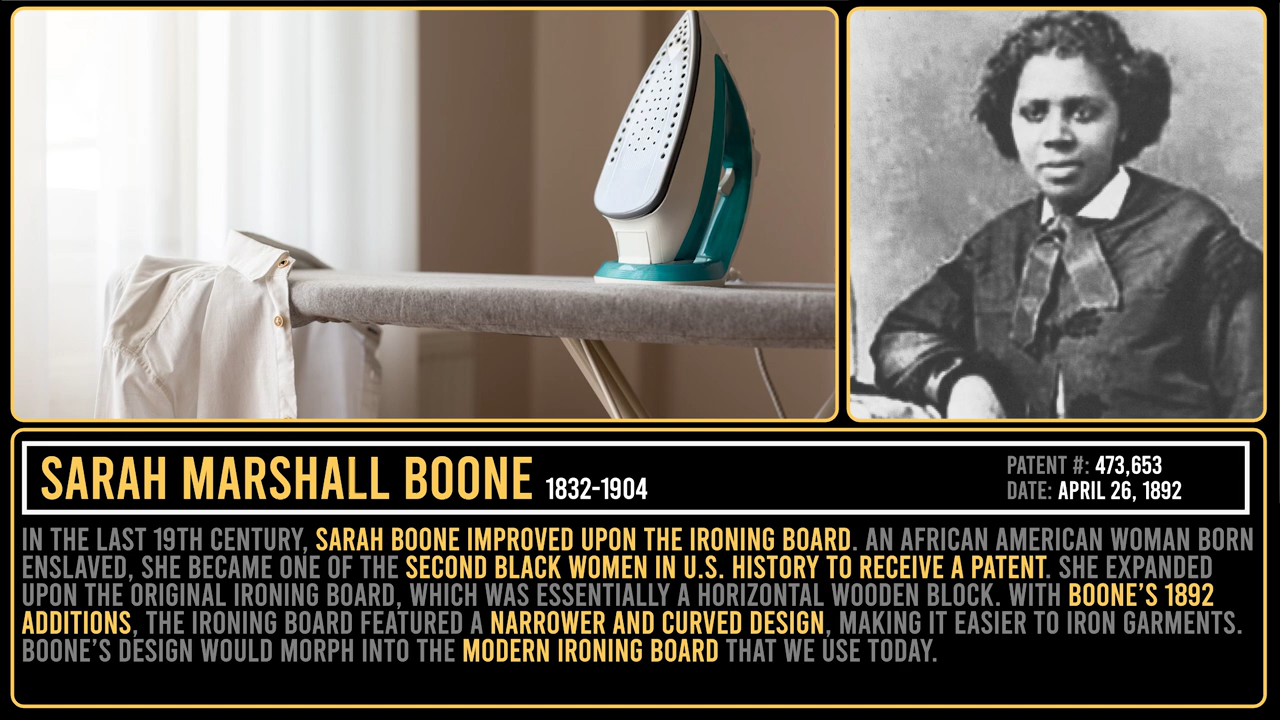 SARAH MARSHALL BOONE 1832-1904
PATENT #: 473,653
DATE: APRIL 26, 1892
IN THE LAST 19TH CENTURY, SARAH BOONE IMPROVED UPON THE IRONING BOARD. AN AFRICAN AMERICAN WOMAN BORN
ENSLAVED, SHE BECAME ONE OF THE SECOND BLACK WOMEN IN U.S. HISTORY TO RECEIVE A PATENT. SHE EXPANDED
UPON THE ORIGINAL IRONING BOARD, WHICH WAS ESSENTIALLY A HORIZONTAL WOODEN BLOCK. WITH BOONE'S 1892
ADDITIONS, THE IRONING BOARD FEATURED A NARROWER AND CURVED DESIGN, MAKING IT EASIER TO IRON GARMENTS.
BOONE'S DESIGN WOULD MORPH INTO THE MODERN IRONING BOARD THAT WE USE TODAY.